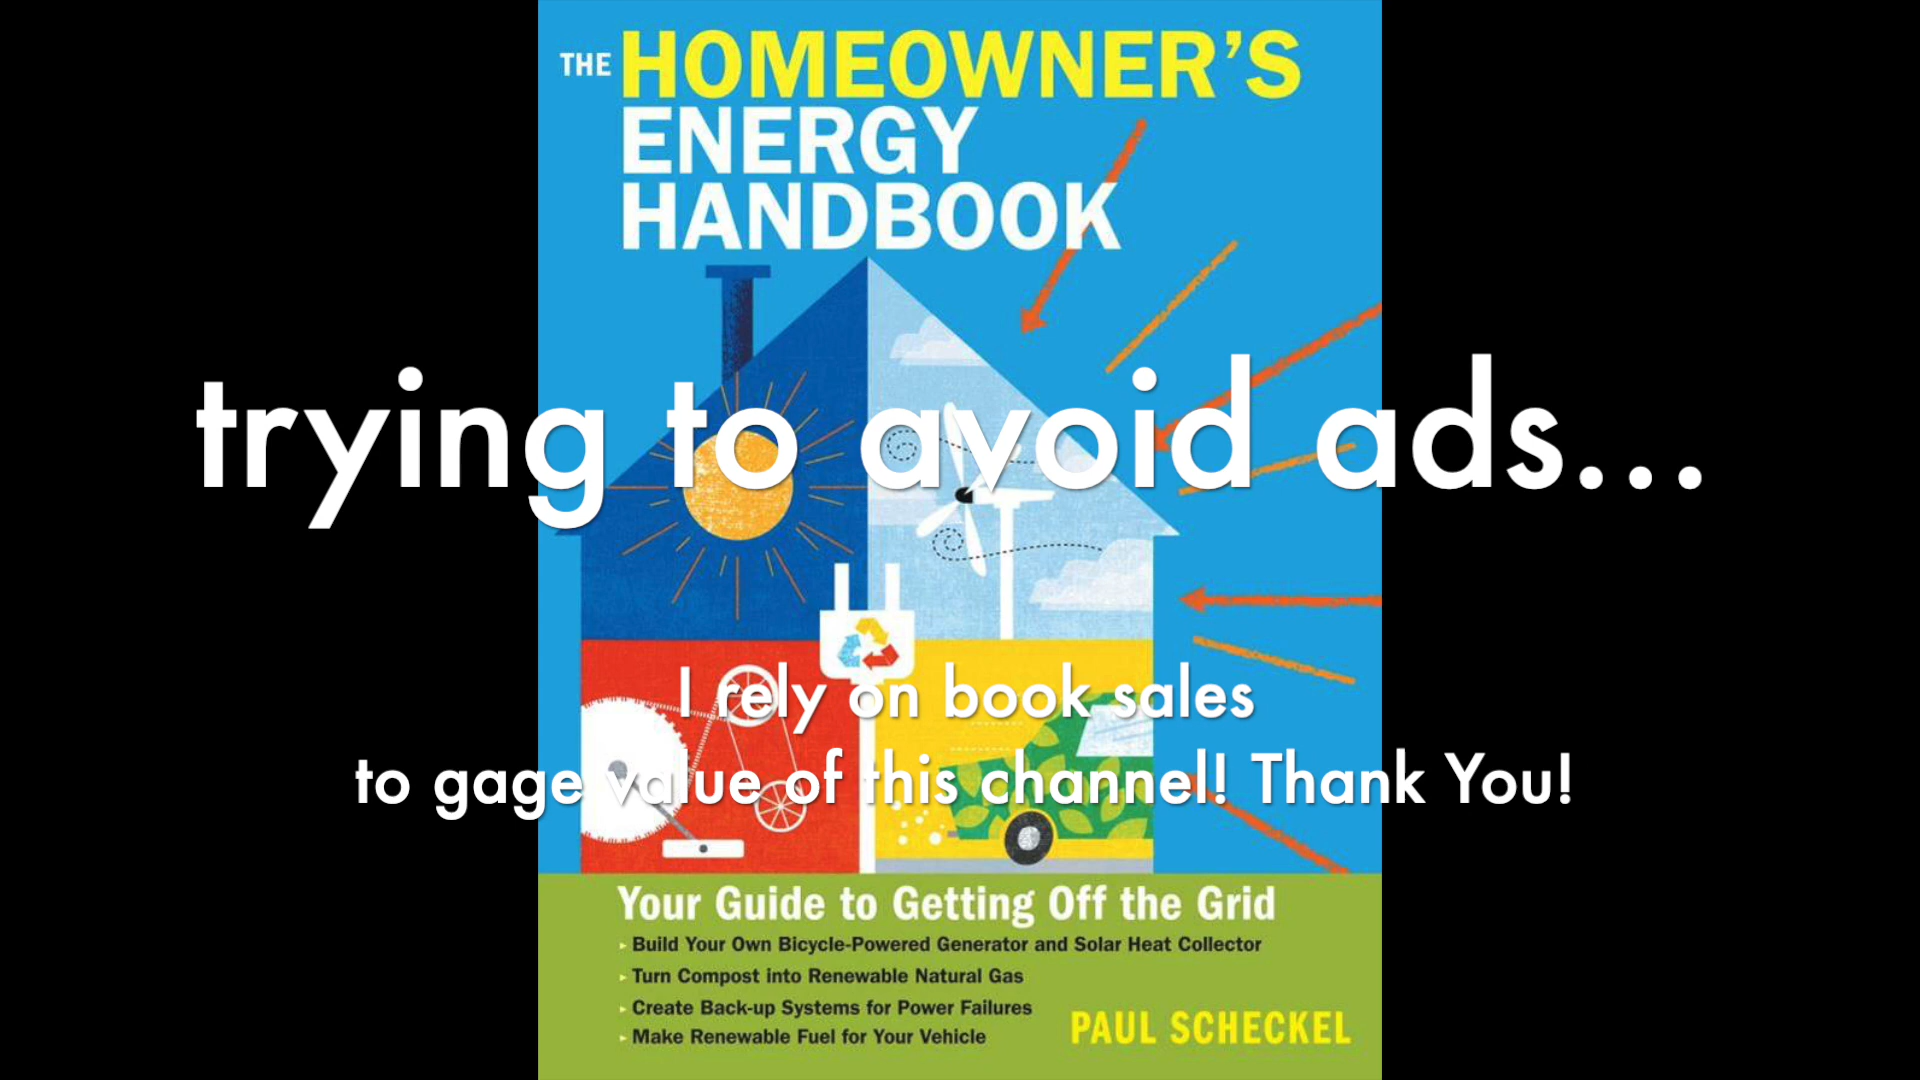 THE HOMEOWNER'S
ENERGY
HANDBOOK
trying to avoid ads...
I rely on book sales
to gage value of this channel! Thank You!
Your Guide to Getting Off the Grid
▸ Build Your Own Bicycle-Powered Generator and Solar Heat Collector
▸ Turn Compost into Renewable Natural Gas
▸ Create Back-up Systems for Power Failures
▸ Make Renewable Fuel for Your Vehicle
PAUL SCHECKEL